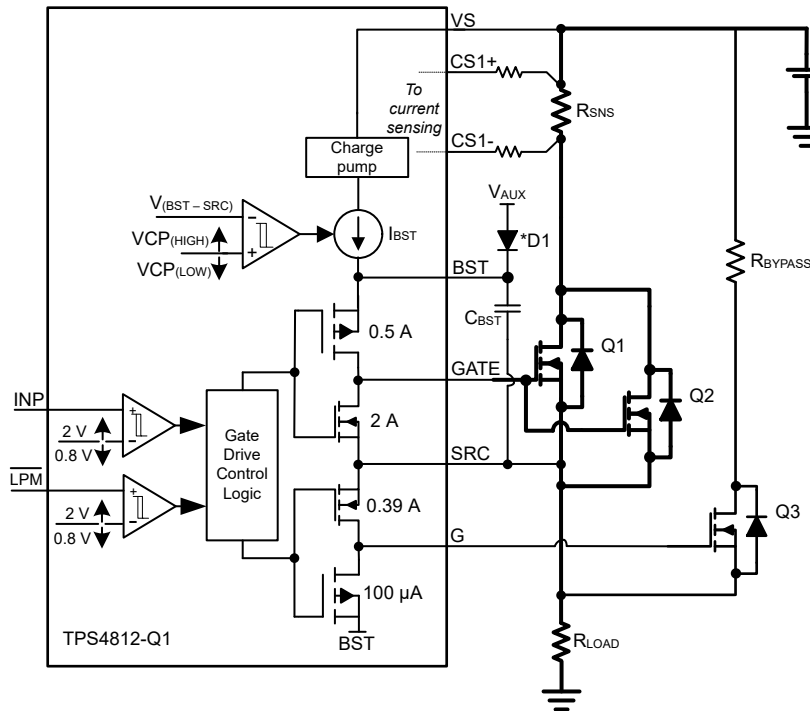 VS
CS1+
To
current
sensing
RSNS
CS1-
Charge
pump
VAUX
V(BST – SRC)
*D1
IBST
VCP(HIGH)
VCP(LOW)
BST
RBYPASS
CBST
0.5 A
Q1
GATE
Q2
INP
2 A
2 V
0.8 V
Gate
Drive
Control
Logic
SRC
LPM
0.39 A
2 V
0.8 V
Q3
G
100 µA
TPS4812-Q1
BST
RLOAD